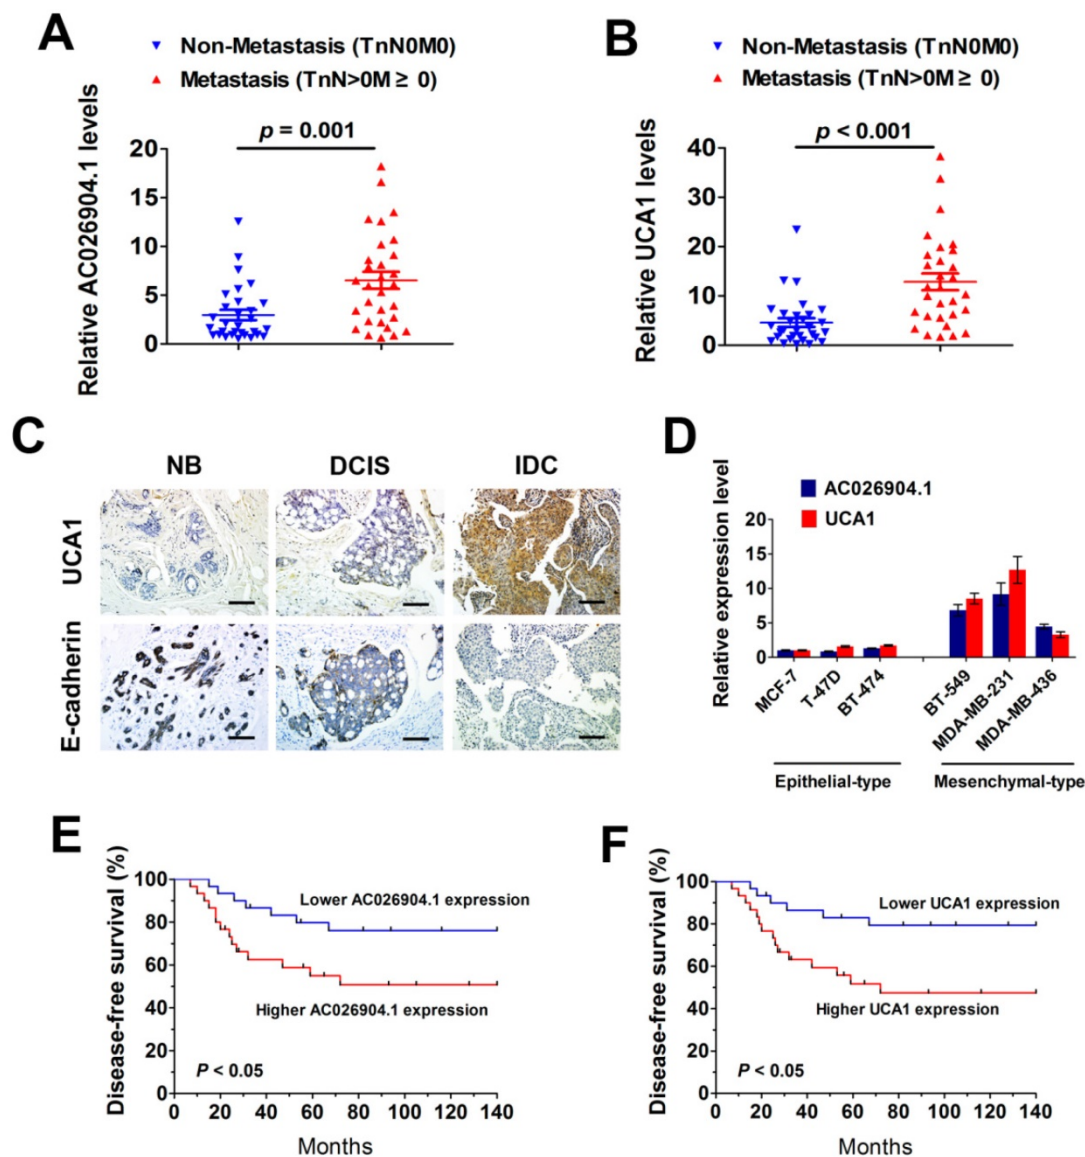 A
Non-Metastasis (TnN0M0)
Metastasis (TnN>0M ≥ 0)
Relative AC026904.1 levels
p = 0.001
20
15
10
5
0
B
Non-Metastasis (TnN0M0)
Metastasis (TnN>0M ≥ 0)
Relative UCA1 levels
p < 0.001
40
30
20
10
0
C
NB
DCIS
IDC
UCA1
E-cadherin
D
AC026904.1
UCA1
Relative expression level
20
15
10
5
0
MCF-7
T-47D
BT-474
BT-549
MDA-MB-231
MDA-MB-436
Epithelial-type
Mesenchymal-type
E
Disease-free survival (%)
100
80
60
40
20
0
Lower AC026904.1 expression
Higher AC026904.1 expression
P < 0.05
0 20 40 60 80 100 120 140
Months
F
Disease-free survival (%)
100
80
60
40
20
0
Lower UCA1 expression
Higher UCA1 expression
P < 0.05
0 20 40 60 80 100 120 140
Months